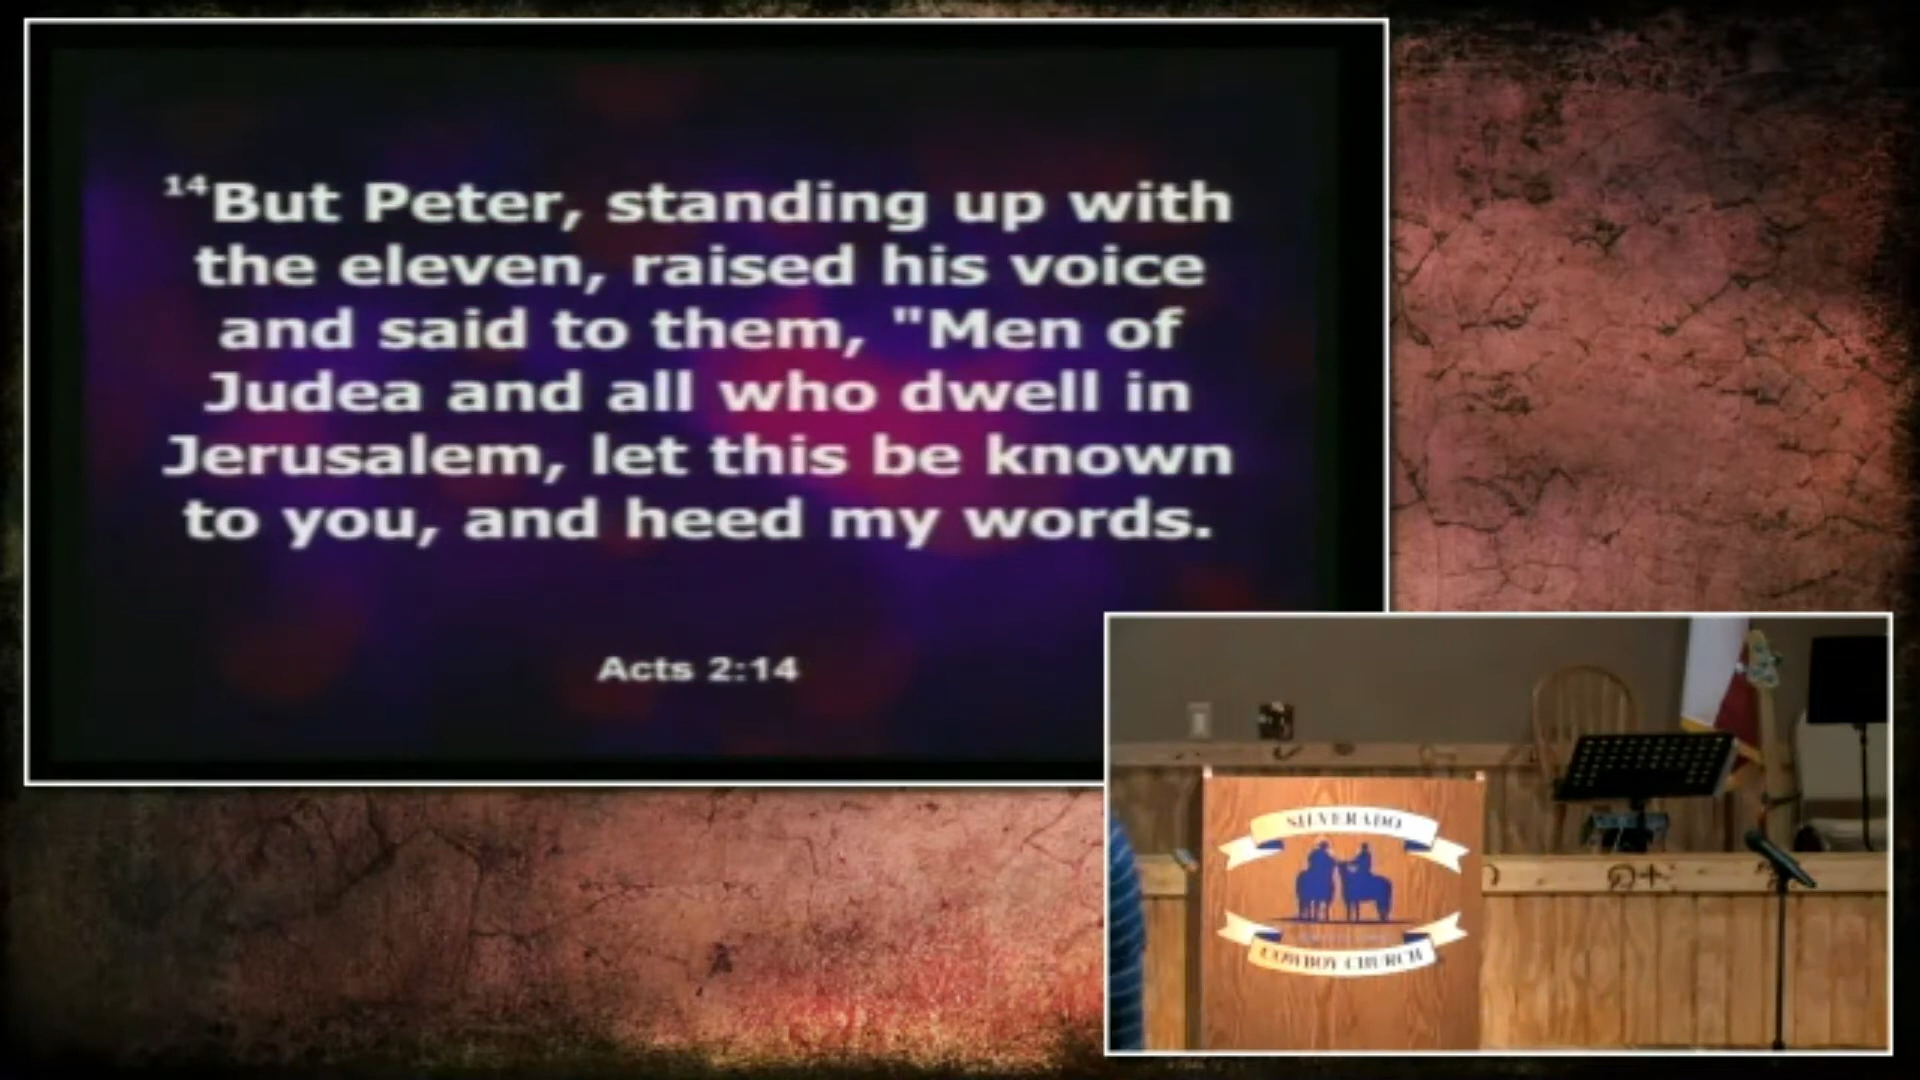 ¹⁴But Peter, standing up with
the eleven, raised his voice
and said to them, "Men of
Judea and all who dwell in
Jerusalem, let this be known
to you, and heed my words.
Acts 2:14
SILVERADO
COWBOY CHURCH